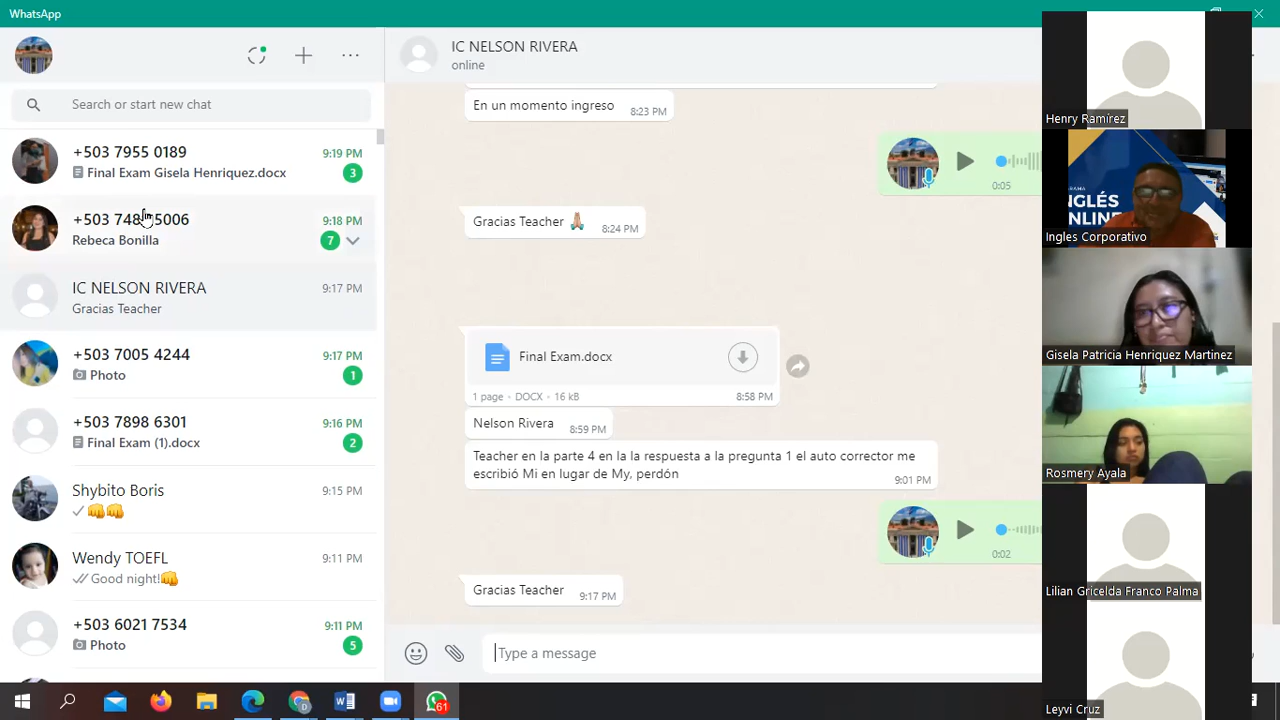 WhatsApp
Search or start new chat
+503 7955 0189
9:19 PM
Final Exam Gisela Henriquez.docx
3
5006
9:18 PM
Rebeca Bonilla
7
IC NELSON RIVERA
9:17 PM
Gracias Teacher
+503 7005 4244
9:17 PM
Photo
1
+503 7898 6301
9:16 PM
Final Exam (1).docx
2
Shybito Boris
9:15 PM
Wendy TOEFL
9:11 PM
Good night!
+503 6021 7534
9:11 PM
Photo
5
IC NELSON RIVERA
online
En un momento ingreso
8:23 PM
0:05
Gracias Teacher
8:24 PM
Final Exam.docx
1 page • DOCX • 16 kB
8:58 PM
Nelson Rivera
8:59 PM
Teacher en la parte 4 en la la respuesta a la pregunta 1 el auto corrector me
escribió Mi en lugar de My, perdón
9:01 PM
0:02
Gracias Teacher
9:17 PM
Type a message
61
Henry Ramírez
INGLÉS
ONLINE
Ingles Corporativo
Gisela Patricia Henriquez Martinez
Rosmery Ayala
Lilian Gricelda Franco Palma
Leyvi Cruz